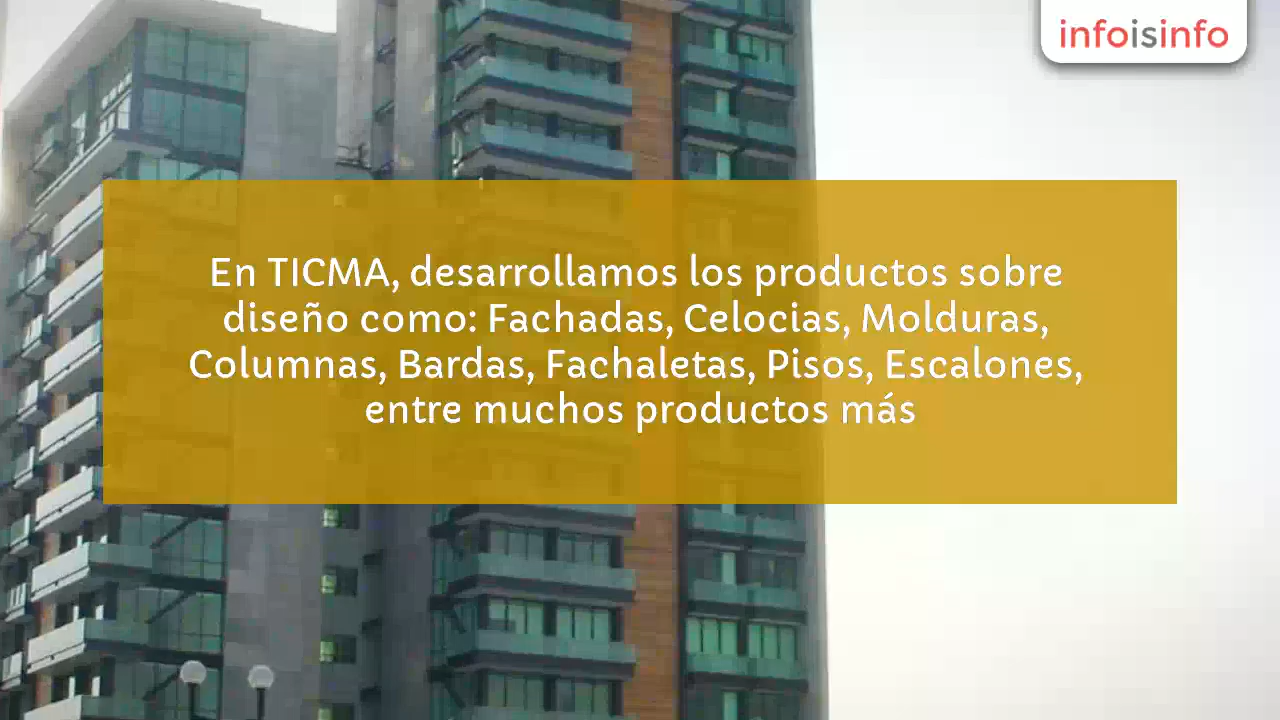 infoisinfo
En TICMA, desarrollamos los productos sobre
diseño como: Fachadas, Celocias, Molduras,
Columnas, Bardas, Fachaletas, Pisos, Escalones,
entre muchos productos más